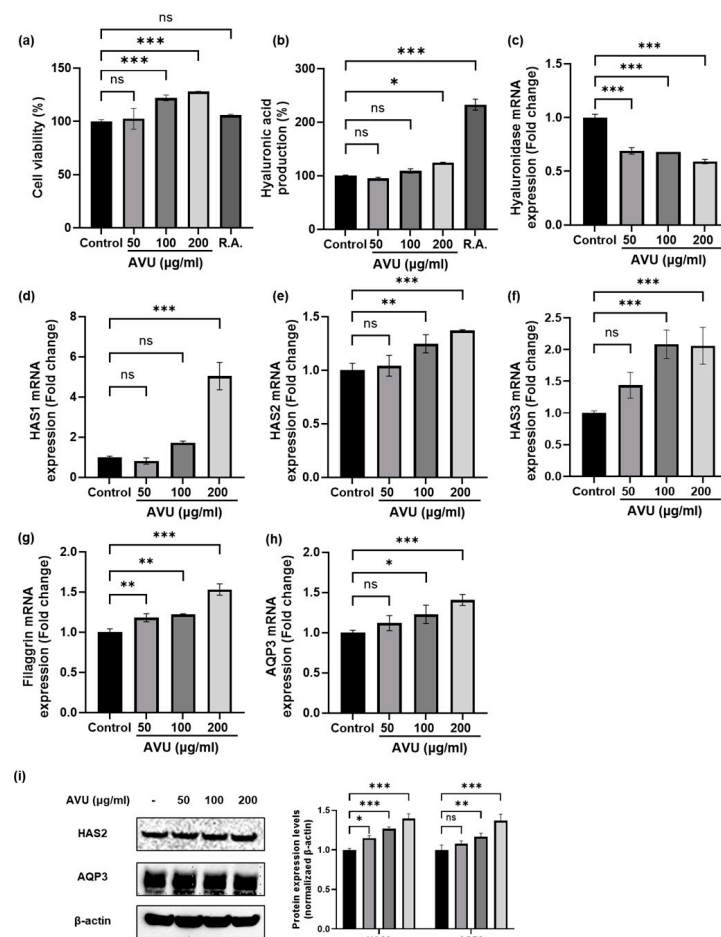 (a)
ns
***
***
ns
Cell viability (%)
150
100
50
0
Control 50 100 200 R.A.
AVU (µg/ml)
(b)
***
*
ns
ns
Hyaluronic acid
production (%)
300
200
100
0
Control 50 100 200 R.A.
AVU (µg/ml)
(c)
***
***
***
Hyaluronidase mRNA
expression (Fold change)
1.5
1.0
0.5
0.0
Control 50 100 200
AVU (µg/ml)
(d)
***
ns
ns
HAS1 mRNA
expression (Fold change)
8
6
4
2
0
Control 50 100 200
AVU (µg/ml)
(e)
***
**
ns
HAS2 mRNA
expression (Fold change)
1.5
1.0
0.5
0.0
Control 50 100 200
AVU (µg/ml)
(f)
***
***
ns
HAS3 mRNA
expression (Fold change)
2.5
2.0
1.5
1.0
0.5
0.0
Control 50 100 200
AVU (µg/ml)
(g)
***
**
**
Filaggrin mRNA
expression (Fold change)
2.0
1.5
1.0
0.5
0.0
Control 50 100 200
AVU (µg/ml)
(h)
***
*
ns
AQP3 mRNA
expression (Fold change)
2.0
1.5
1.0
0.5
0.0
Control 50 100 200
AVU (µg/ml)
(i)
AVU (µg/ml) - 50 100 200
HAS2
AQP3
β-actin
*** ***
*** **
* ns
Protein expression levels
(normalizaed β-actin)
1.5
1.0
0.5